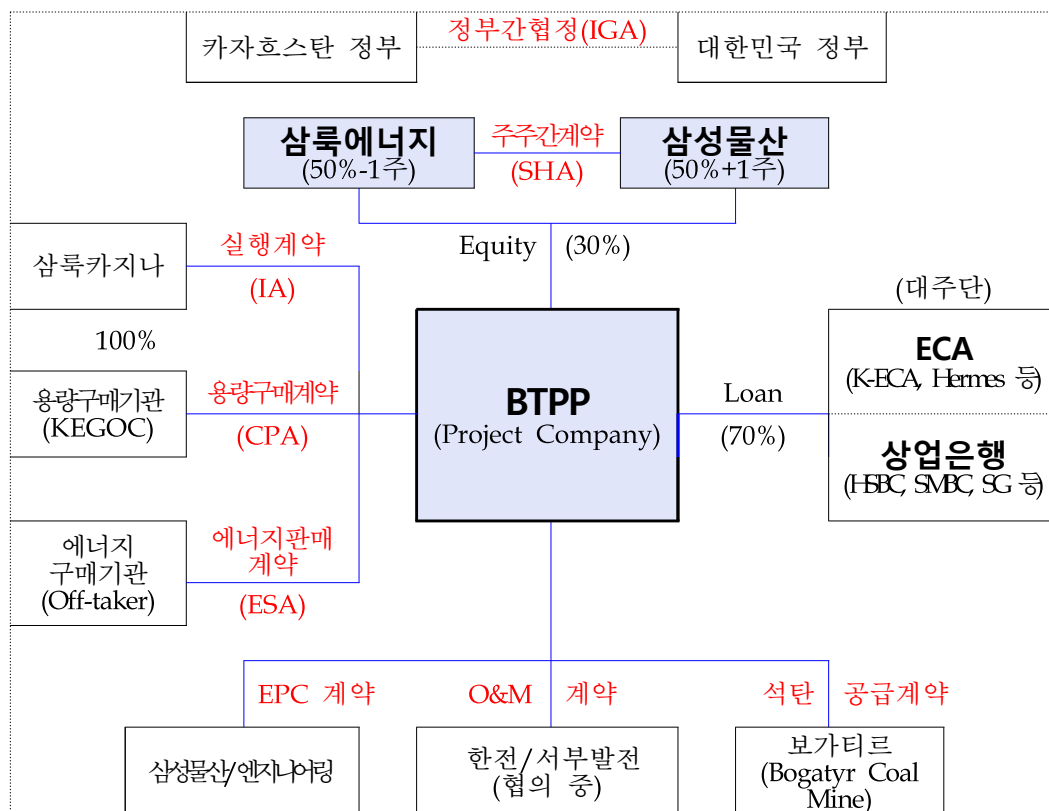 카자흐스탄 정부
정부간협정(IGA)
대한민국 정부
삼룩에너지
(50%-1주)
주주간계약
(SHA)
삼성물산
(50%+1주)
Equity (30%)
삼룩카지나
실행계약
(IA)
100%
(대주단)
ECA
(K-ECA, Hermes 등)
용량구매기관
(KEGOC)
용량구매계약
(CPA)
BTPP
(Project Company)
Loan
(70%)
상업은행
(HSBC, SMBC, SG 등)
에너지
구매기관
(Off-taker)
에너지판매
계약
(ESA)
EPC 계약
O&M 계약
석탄 공급계약
삼성물산/엔지니어링
한전/서부발전
(협의 중)
보가티르
(Bogatyr Coal
Mine)